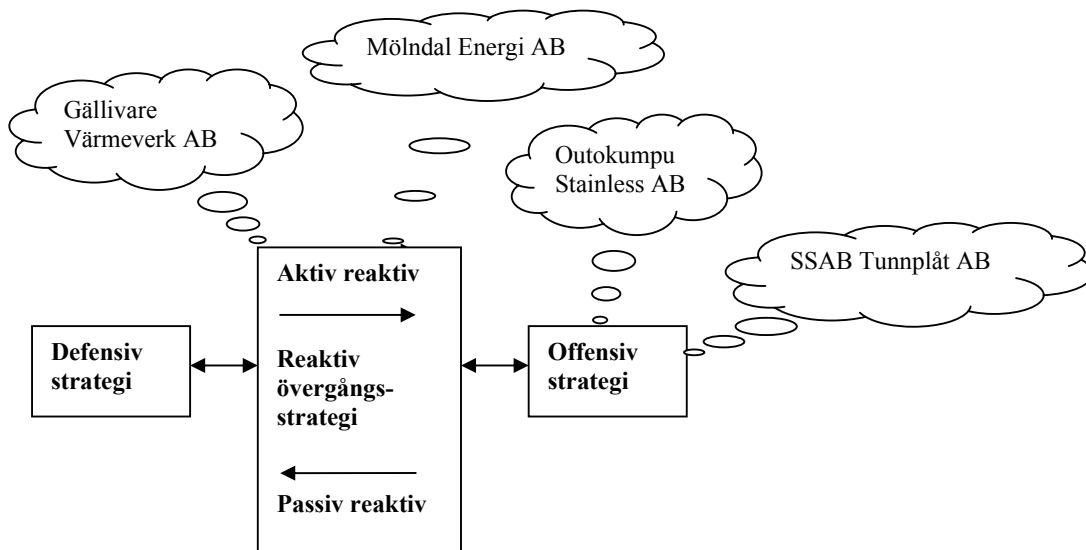 Mölndal Energi AB
Gällivare
Värmeverk AB
Outokumpu
Stainless AB
SSAB Tunnplåt AB
Aktiv reaktiv
Defensiv
strategi
Reaktiv
övergångs-
strategi
Offensiv
strategi
Passiv reaktiv